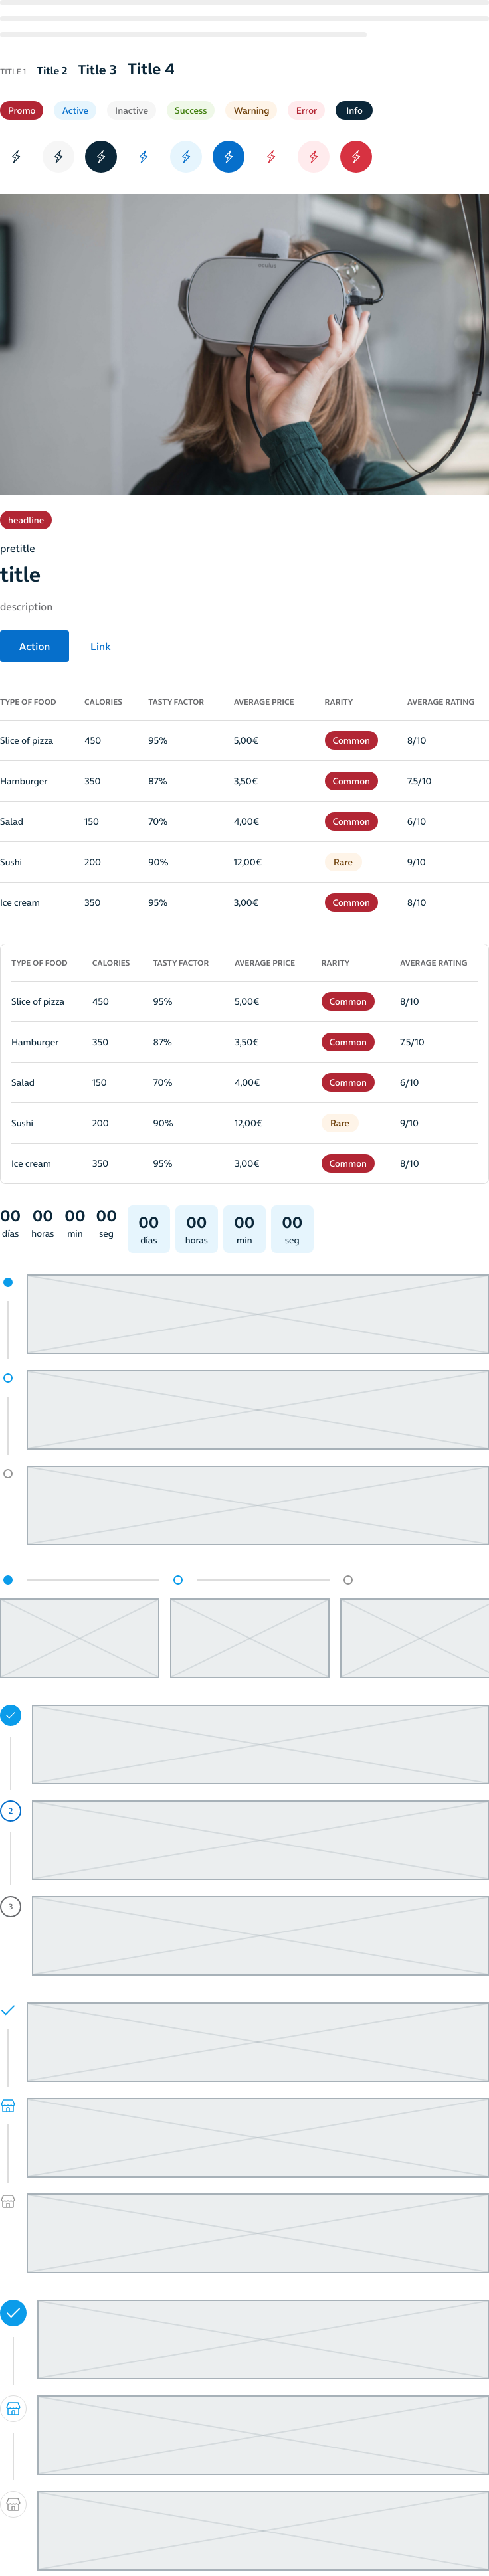 TITLE 1 Title 2 Title 3 Title 4
Promo Active Inactive Success Warning Error Info
oculus
headline
pretitle
title
description
Action Link
TYPE OF FOOD CALORIES TASTY FACTOR AVERAGE PRICE RARITY AVERAGE RATING
Slice of pizza 450 95% 5,00€ Common 8/10
Hamburger 350 87% 3,50€ Common 7.5/10
Salad 150 70% 4,00€ Common 6/10
Sushi 200 90% 12,00€ Rare 9/10
Ice cream 350 95% 3,00€ Common 8/10
TYPE OF FOOD CALORIES TASTY FACTOR AVERAGE PRICE RARITY AVERAGE RATING
Slice of pizza 450 95% 5,00€ Common 8/10
Hamburger 350 87% 3,50€ Common 7.5/10
Salad 150 70% 4,00€ Common 6/10
Sushi 200 90% 12,00€ Rare 9/10
Ice cream 350 95% 3,00€ Common 8/10
00 00 00 00 00 00 00 00
días horas min seg días horas min seg
2
3